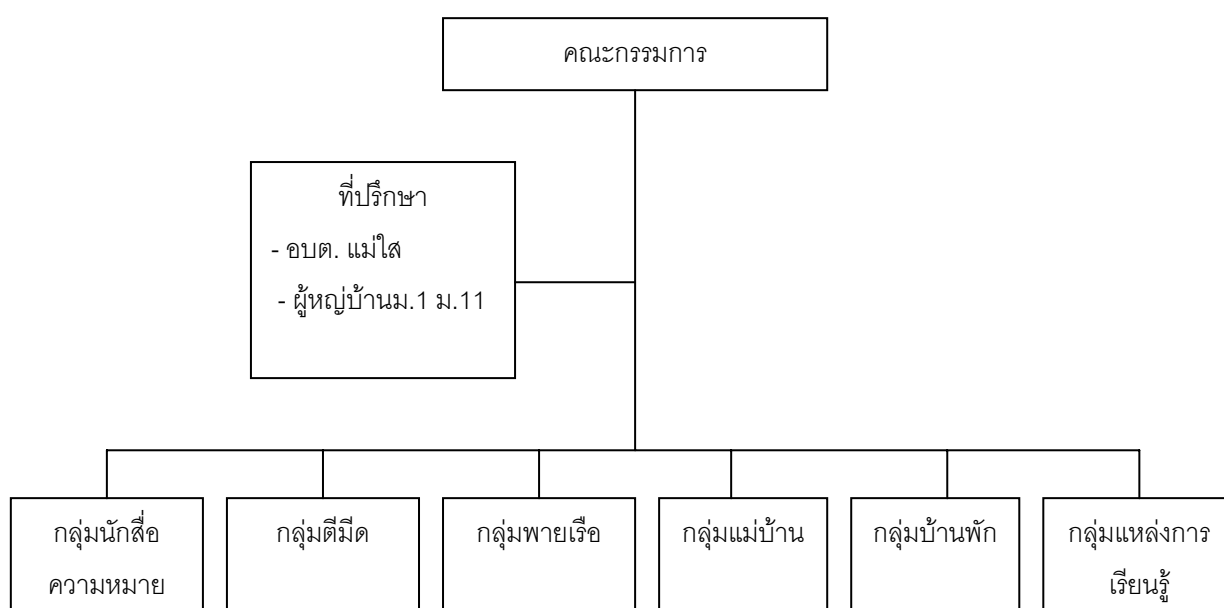 คณะกรรมการ
ที่ปรึกษา
- อบต. แม่ใส
- ผู้หญ่บ้านม.1 ม.11
กลุ่มนักสื่อ
ความหมาย
กลุ่มตีมีด
กลุ่มพายเรือ
กลุ่มแม่บ้าน
กลุ่มบ้านพัก
กลุ่มแหล่งการ
เรียนรู้